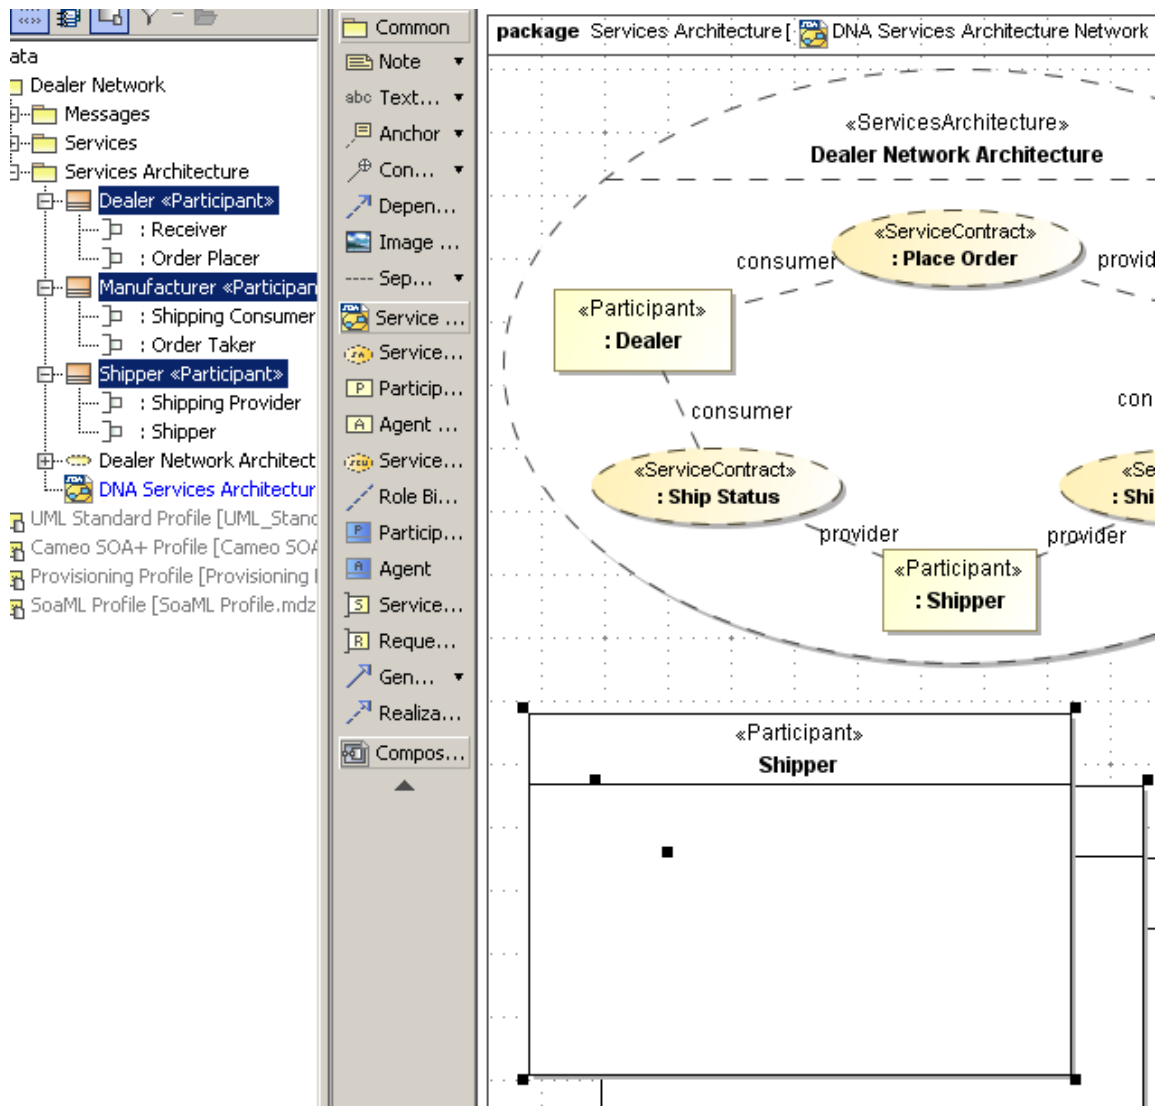 ata
Dealer Network
Messages
Services
Services Architecture
Dealer «Participant»
: Receiver
: Order Placer
Manufacturer «Participan
: Shipping Consumer
: Order Taker
Shipper «Participant»
: Shipping Provider
: Shipper
Dealer Network Architect
DNA Services Architectur
UML Standard Profile [UML_Stand
Cameo SOA+ Profile [Cameo SOA
Provisioning Profile [Provisioning
SoaML Profile [SoaML Profile.mdz
Common
Note
abc Text...
Anchor
Con...
Depen...
Image ...
Sep...
Service ...
Service...
P Particip...
A Agent ...
Service...
Role Bi...
P Particip...
A Agent
S Service...
R Reque...
Gen...
Realiza...
Compos...
package Services Architecture [ DNA Services Architecture Network
«ServicesArchitecture»
Dealer Network Architecture
«ServiceContract»
: Place Order
consumer
provid
«Participant»
: Dealer
consumer
con
«ServiceContract»
: Ship Status
«Se
: Shi
provider
provider
«Participant»
: Shipper
«Participant»
Shipper